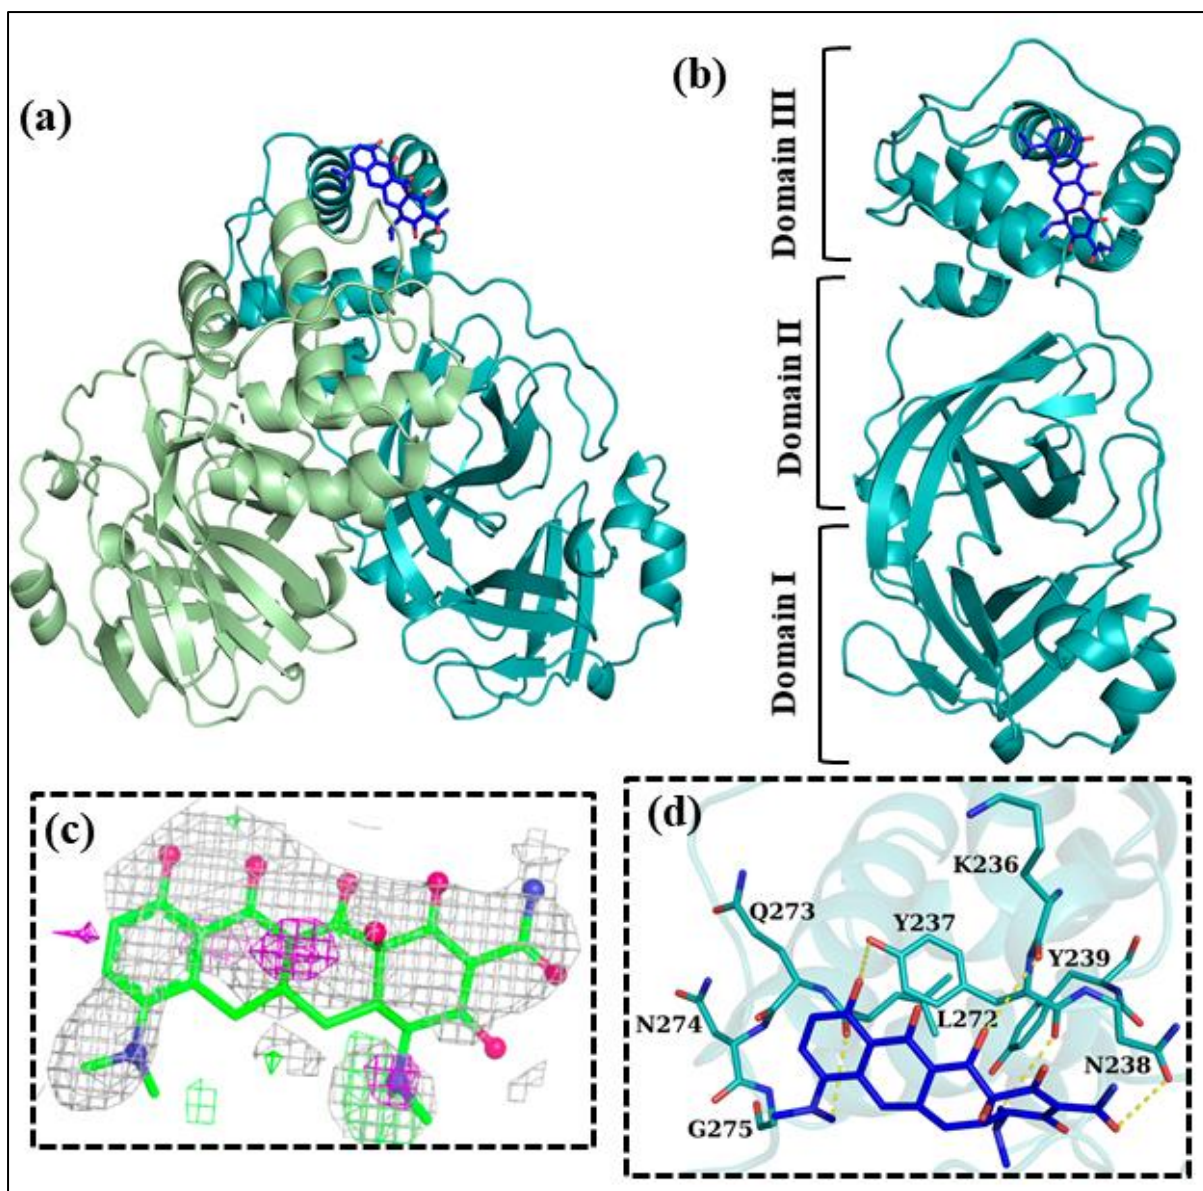 (a)
(b)
Domain III
Domain II
Domain I
(c)
(d)
K236
Q273
Y237
Y239
N274
L272
N238
G275